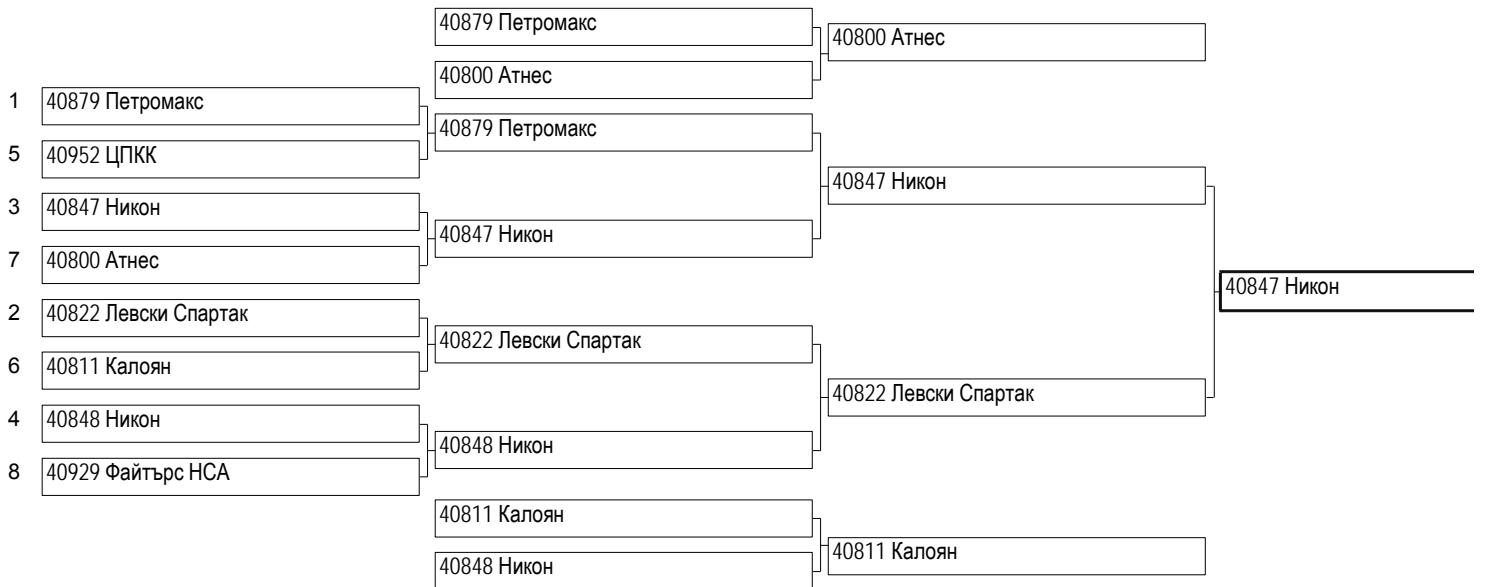 40879 Петромакс
40800 Атнес
40800 Атнес
1 40879 Петромакс
40879 Петромакс
5 40952 ЦПКК
40847 Никон
3 40847 Никон
40847 Никон
7 40800 Атнес
40847 Никон
2 40822 Левски Спартак
40822 Левски Спартак
6 40811 Калоян
40822 Левски Спартак
4 40848 Никон
40848 Никон
8 40929 Файтърс НСА
40811 Калоян
40811 Калоян
40848 Никон